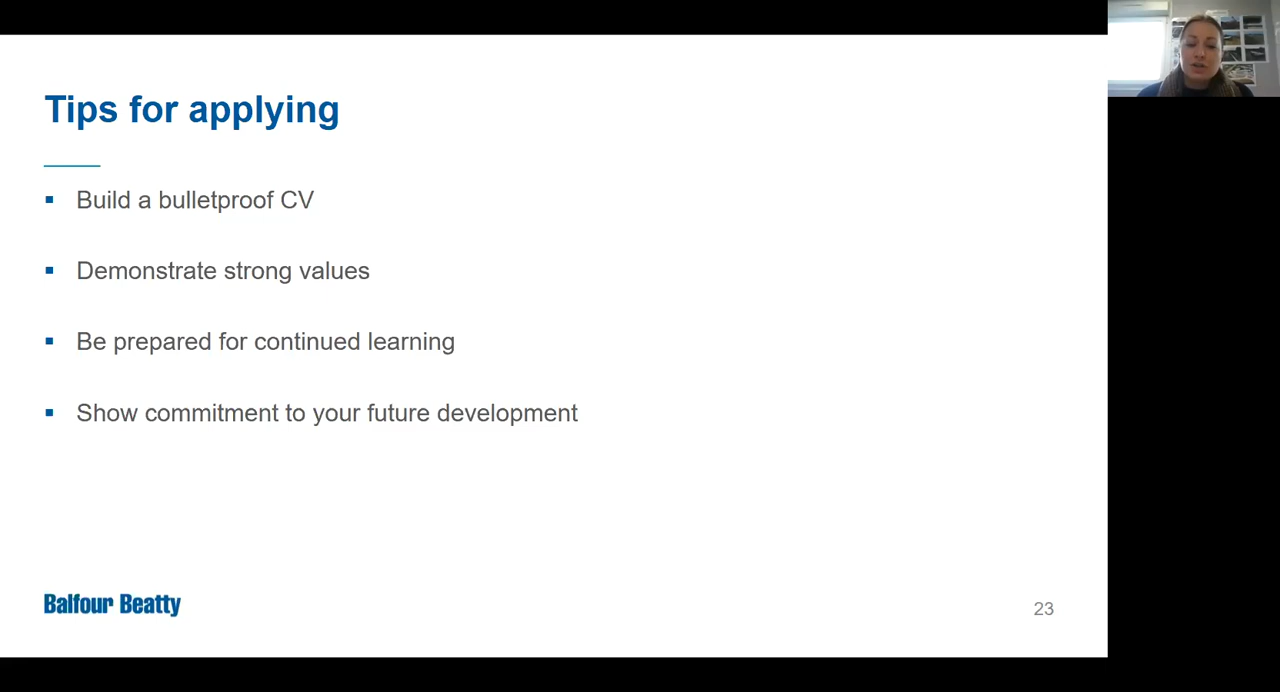 Tips for applying
Build a bulletproof CV
Demonstrate strong values
Be prepared for continued learning
Show commitment to your future development
Balfour Beatty
23